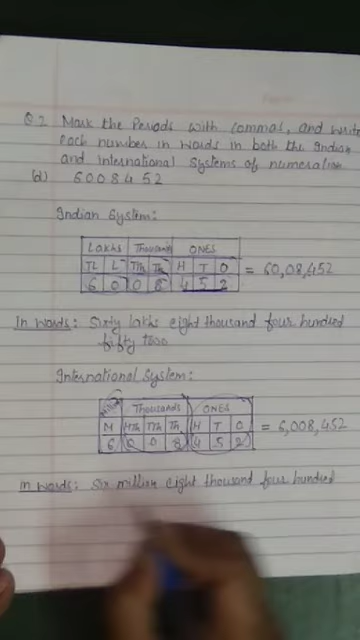 Q.2 Mark the Periods with commas, and write
each number in words in both the Indian
and International Systems of numeration
(d) 6008452
Indian System:
Lakhs Thousands ONES
TL L TTh Th H T O
6 0 0 8 4 5 2 = 60,08,452
In words: Sixty lakhs eight thousand four hundred
fifty two
International System:
Thousands ONES
M HTh TTh Th H T O
6 0 0 8 4 5 2 = 6,008,452
In words: Six million eight thousand four hundred